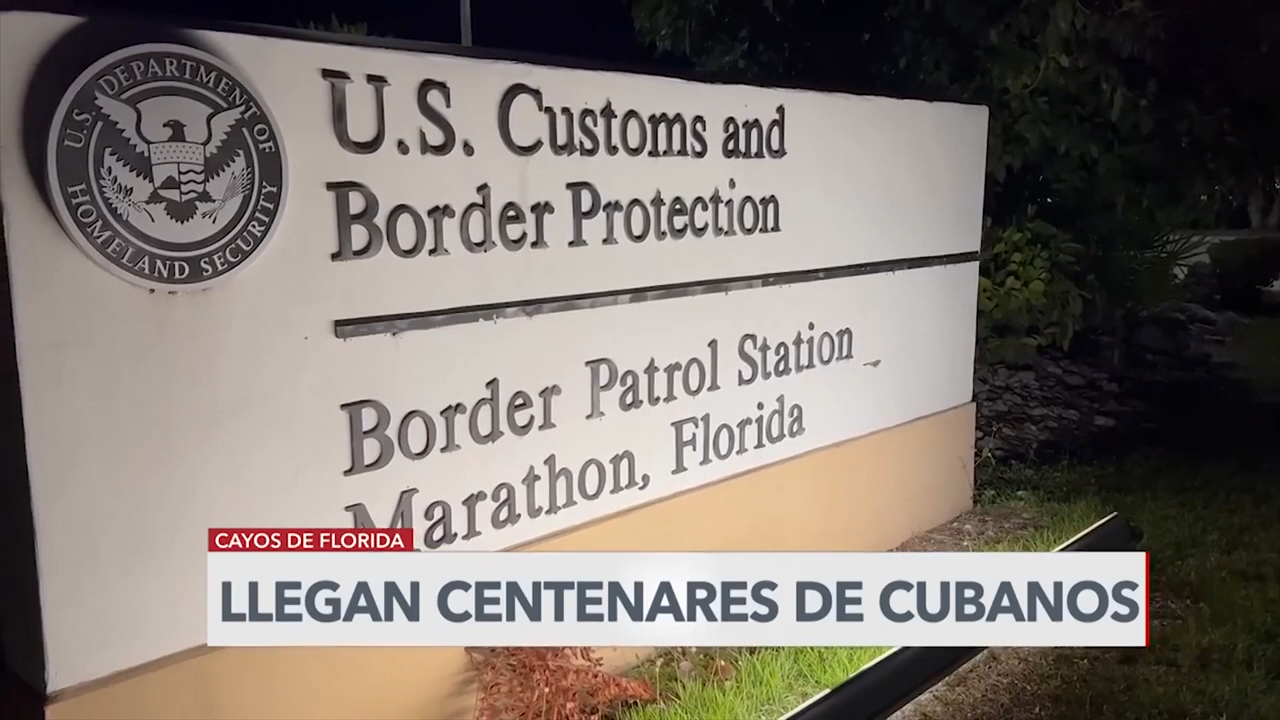 U.S. DEPARTMENT OF
HOMELAND SECURITY
U.S. Customs and
Border Protection
Border Patrol Station
Marathon, Florida
CAYOS DE FLORIDA
LLEGAN CENTENARES DE CUBANOS